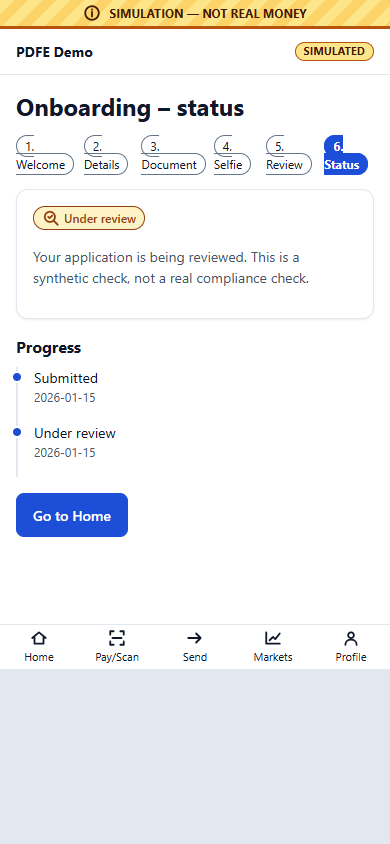 SIMULATION — NOT REAL MONEY
PDFE Demo
SIMULATED
Onboarding – status
1. Welcome
2. Details
3. Document
4. Selfie
5. Review
6. Status
Under review
Your application is being reviewed. This is a
synthetic check, not a real compliance check.
Progress
Submitted
2026-01-15
Under review
2026-01-15
Go to Home
Home
Pay/Scan
Send
Markets
Profile